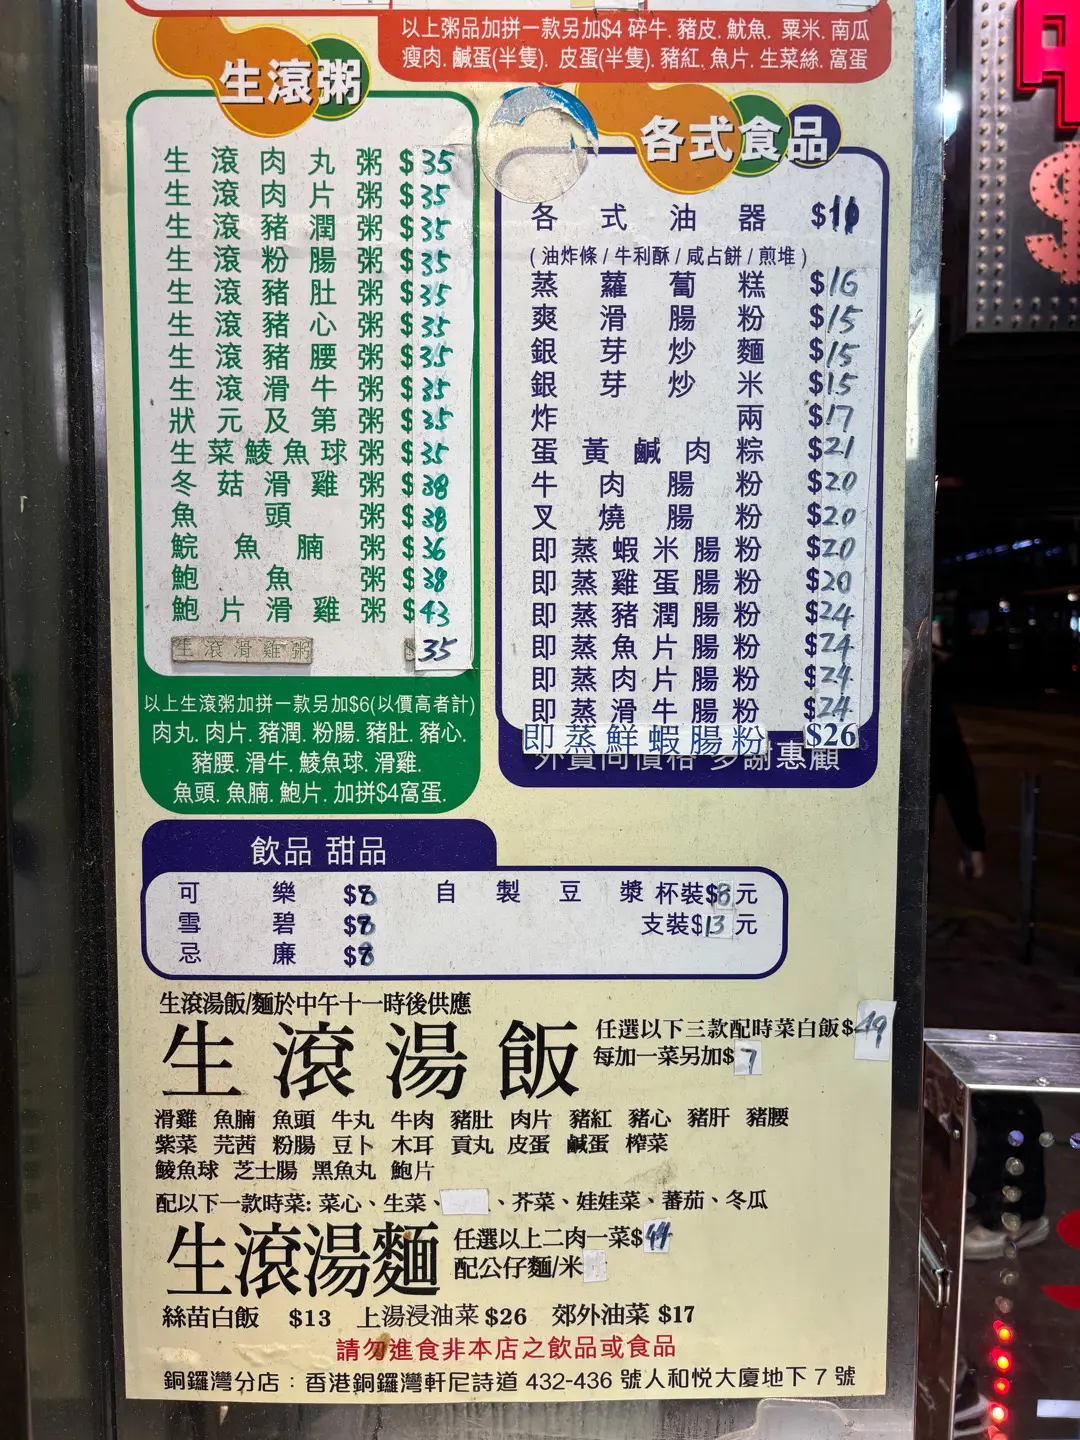 以上粥品加拼一款另加$4 碎牛. 豬皮. 魷魚. 粟米. 南瓜
瘦肉. 鹹蛋(半隻). 皮蛋(半隻). 豬紅. 魚片. 生菜絲. 窩蛋
生滾粥
生滾肉丸粥 $35
生滾肉片粥 $35
生滾豬潤粥 $35
生滾粉腸粥 $35
生滾豬肚粥 $35
生滾豬心粥 $35
生滾豬腰粥 $35
生滾滑牛粥 $35
狀元及第粥 $35
生菜鯪魚球粥 $35
冬菇滑雞粥 $38
魚頭粥 $38
鯇魚腩粥 $36
鮑魚粥 $38
鮑片滑雞粥 $43
生滾滑雞粥 $35
以上生滾粥加拼一款另加$6(以價高者計)
肉丸. 肉片. 豬潤. 粉腸. 豬肚. 豬心.
豬腰. 滑牛. 鯪魚球. 滑雞.
魚頭. 魚腩. 鮑片. 加拼$4窩蛋.
各式食品
各式油器 $11
(油炸條/牛利酥/咸占餅/煎堆)
蒸蘿蔔糕 $16
爽滑腸粉 $15
銀芽炒麵 $15
銀芽炒米 $15
炸兩 $17
蛋黃鹹肉粽 $21
牛肉腸粉 $20
叉燒腸粉 $20
即蒸蝦米腸粉 $20
即蒸雞蛋腸粉 $20
即蒸豬潤腸粉 $24
即蒸魚片腸粉 $24
即蒸肉片腸粉 $24
即蒸滑牛腸粉 $24
即蒸鮮蝦腸粉 $26
外賣同價格 多謝惠顧
飲品 甜品
可樂 $8 自製豆漿 杯裝$8元
雪碧 $8 支裝$13元
忌廉 $8
生滾湯飯/麵於中午十一時後供應
生滾湯飯 任選以下三款配時菜白飯$49
每加一菜另加$7
滑雞 魚腩 魚頭 牛丸 牛肉 豬肚 肉片 豬紅 豬心 豬肝 豬腰
紫菜 芫茜 粉腸 豆卜 木耳 貢丸 皮蛋 鹹蛋 榨菜
鯪魚球 芝士腸 黑魚丸 鮑片
配以下一款時菜: 菜心、生菜、 、芥菜、娃娃菜、蕃茄、冬瓜
生滾湯麵 任選以上二肉一菜$44
配公仔麵/米
絲苗白飯 $13 上湯浸油菜 $26 郊外油菜 $17
請勿進食非本店之飲品或食品
銅鑼灣分店：香港銅鑼灣軒尼詩道 432-436 號人和悅大廈地下 7 號